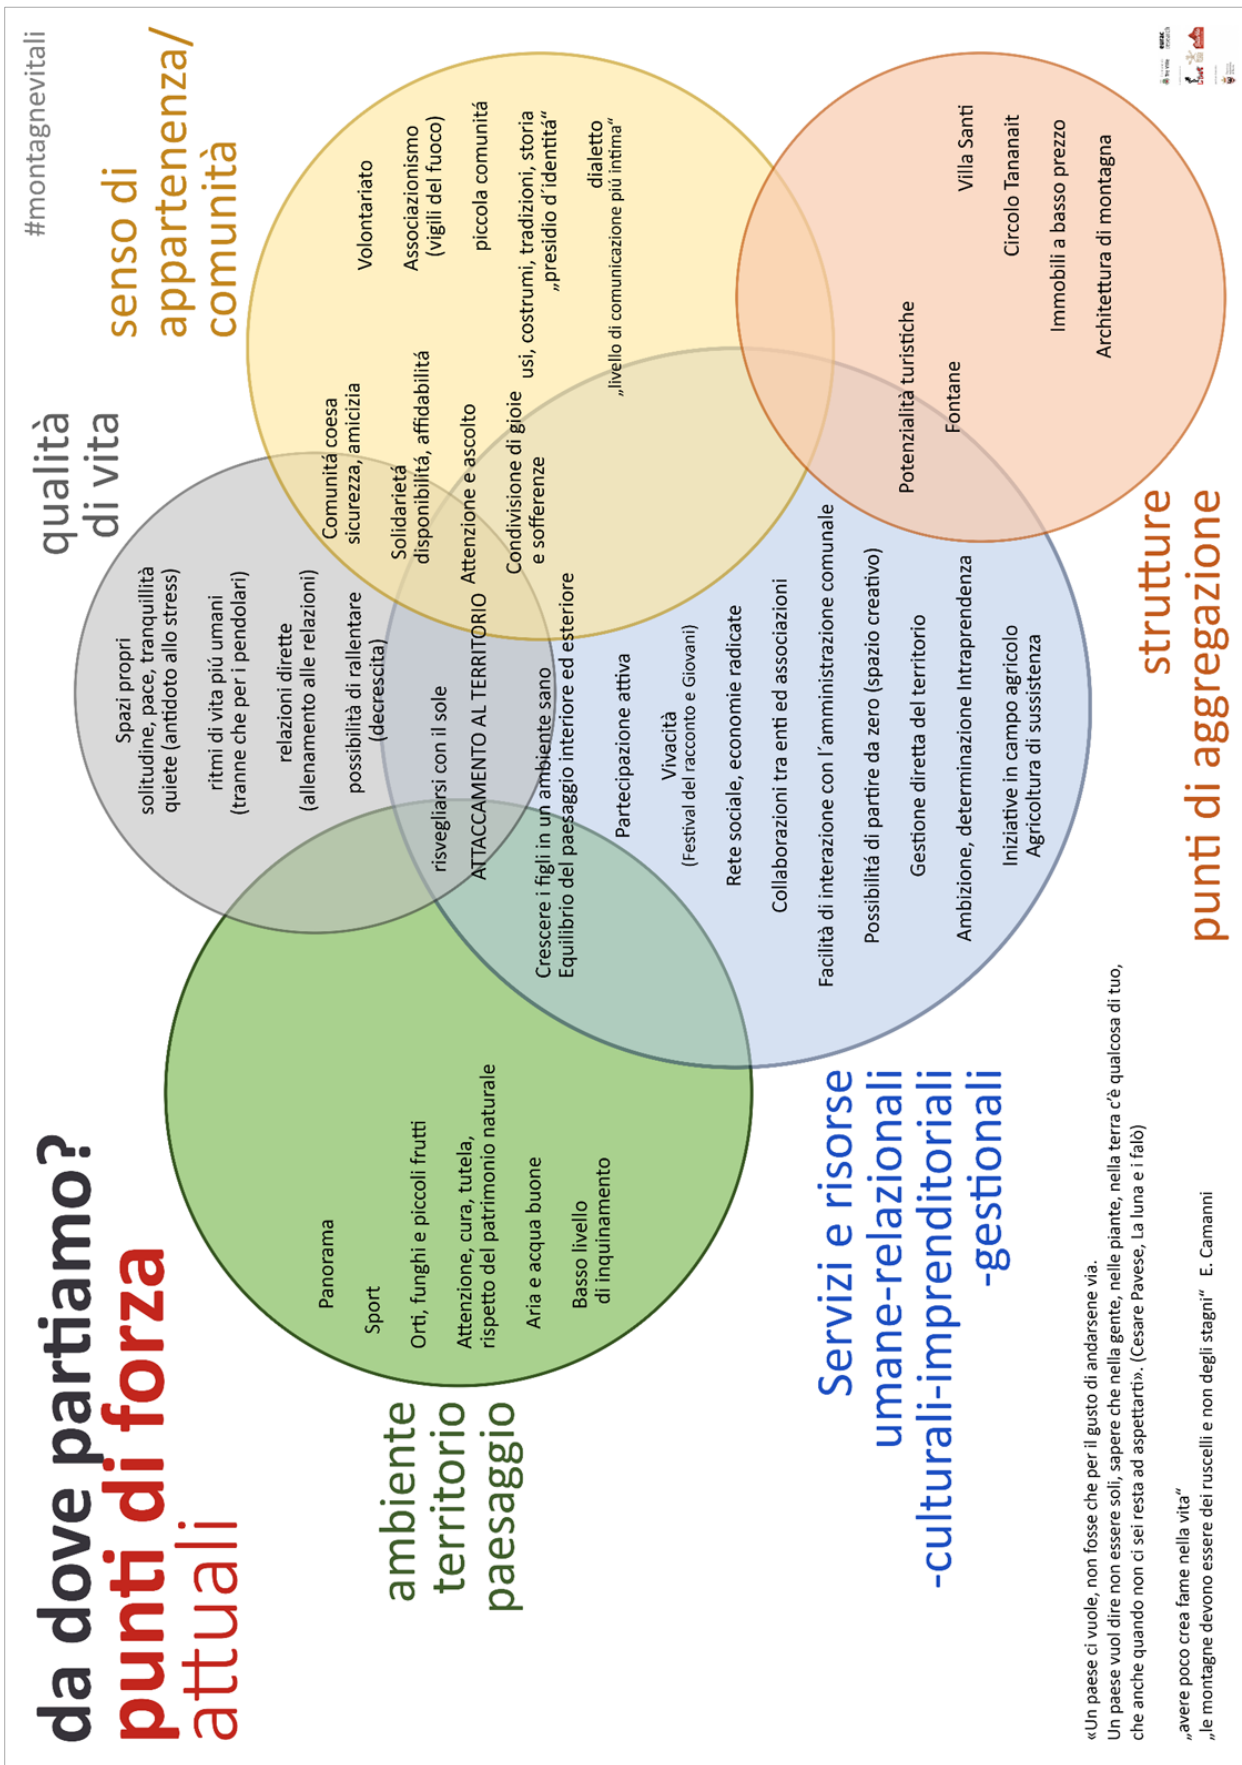 #montagnevitali
da dove partiamo?
punti di forza
attuali
qualità
di vita
senso di
appartenenza/
comunità
ambiente
territorio
paesaggio
Panorama
Sport
Orti, funghi e piccoli frutti
Attenzione, cura, tutela,
rispetto del patrimonio naturale
Aria e acqua buone
Basso livello
di inquinamento
Spazi propri
solitudine, pace, tranquillità
quiete (antidoto allo stress)
ritmi di vita piú umani
(tranne che per i pendolari)
relazioni dirette
(allenamento alle relazioni)
possibilità di rallentare
(decrescita)
risvegliarsi con il sole
ATTACCAMENTO AL TERRITORIO
Crescere i figli in un ambiente sano
Equilibrio del paesaggio interiore ed esteriore
Comunitá coesa
sicurezza, amicizia
Solidarietá
disponibilitá, affidabilitá
Attenzione e ascolto
Condivisione di gioie
e sofferenze
Volontariato
Associazionismo
(vigili del fuoco)
piccola comunitá
usi, costrumi, tradizioni, storia
„presidio d´identità“
dialetto
„livello di comunicazione piú intima“
Partecipazione attiva
Vivacità
(Festival del racconto e Giovani)
Rete sociale, economie radicate
Collaborazioni tra enti ed associazioni
Facilità di interazione con l´amministrazione comunale
Possibilitá di partire da zero (spazio creativo)
Gestione diretta del territorio
Ambizione, determinazione Intraprendenza
Iniziative in campo agricolo
Agricoltura di sussistenza
Potenzialità turistiche
Fontane
Villa Santi
Circolo Tananait
Immobili a basso prezzo
Architettura di montagna
Servizi e risorse
umane-relazionali
-culturali-imprenditoriali
-gestionali
strutture
punti di aggregazione
«Un paese ci vuole, non fosse che per il gusto di andarsene via.
Un paese vuol dire non essere soli, sapere che nella gente, nelle piante, nella terra c’è qualcosa di tuo,
che anche quando non ci sei resta ad aspettarti». (Cesare Pavese, La luna e i falò)
„avere poco crea fame nella vita“
„le montagne devono essere dei ruscelli e non degli stagni“ E. Camanni
eurac
research